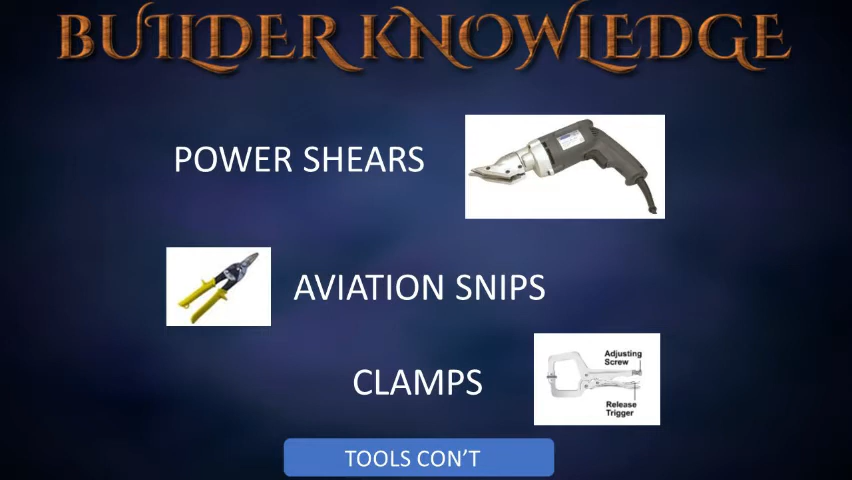 BUILDER KNOWLEDGE
POWER SHEARS
AVIATION SNIPS
CLAMPS
Adjusting
Screw
Release
Trigger
TOOLS CON'T